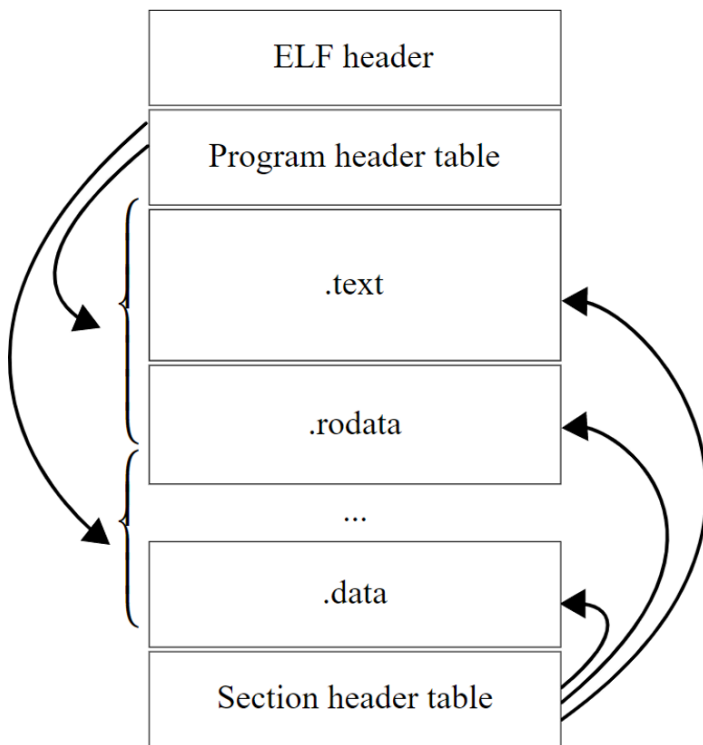 ELF header
Program header table
.text
.rodata
...
.data
Section header table